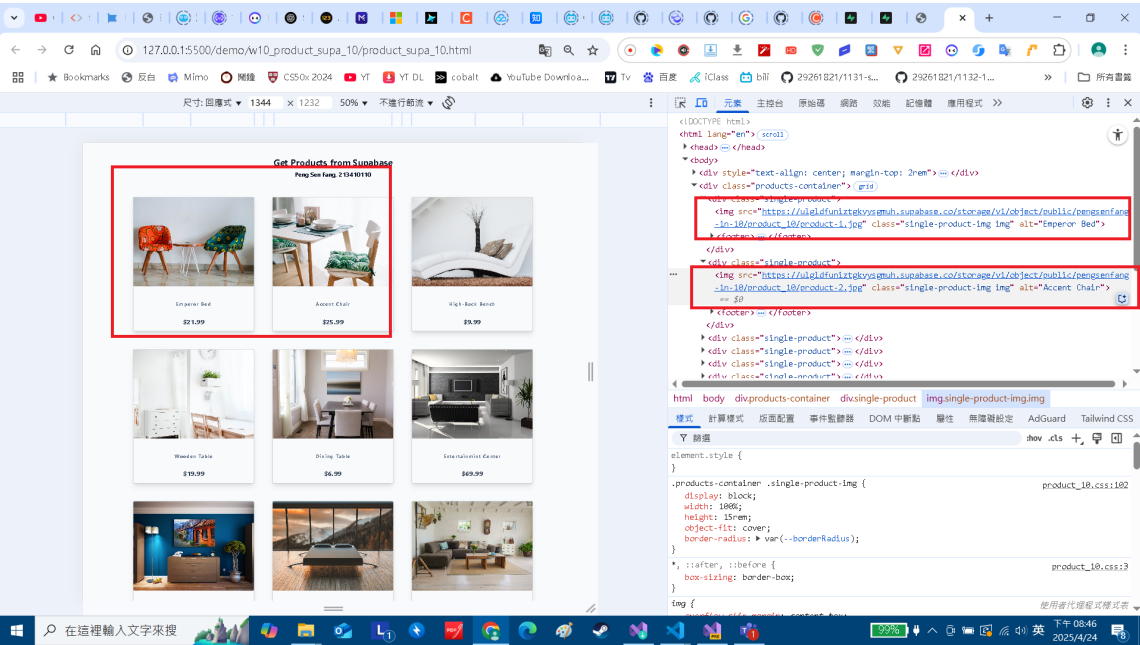 127.0.0.1:5500/demo/w10_product_supa_10/product_supa_10.html
Bookmarks 反白 Mimo 鬧鐘 CS50x 2024 YT YT DL cobalt YouTube Downloa... Tv 百度 iClass bili 29261821/1131-s... 29261821/1132-1... » 所有書籤
尺寸: 回應式 ▼ 1344 × 1232 50% ▼ 不進行節流 ▼
元素 主控台 原始碼 網路 效能 記憶體 應用程式 »
Get Products from Supabase
Peng Sen Fang, 213410110
Emperor Bed
$21.99
Accent Chair
$25.99
High-Back Bench
$9.99
Wooden Table
$19.99
Dining Table
$6.99
Entertainmint Center
$69.99
<!DOCTYPE html>
<html lang="en"> scroll
<head> ⋯ </head>
<body>
<div style="text-align: center; margin-top: 2rem"> ⋯ </div>
<div class="products-container"> grid
<div class="single-product">
<img src="https://ulgldfuniztgkvysgmuh.supabase.co/storage/v1/object/public/pengsenfang
-in-10/product_10/product-1.jpg" class="single-product-img img" alt="Emperor Bed">
<footer> ⋯ </footer>
</div>
<div class="single-product">
<img src="https://ulgldfuniztgkvysgmuh.supabase.co/storage/v1/object/public/pengsenfang
-in-10/product_10/product-2.jpg" class="single-product-img img" alt="Accent Chair">
== $0
<footer> ⋯ </footer>
</div>
<div class="single-product"> ⋯ </div>
<div class="single-product"> ⋯ </div>
<div class="single-product"> ⋯ </div>
<div class="single-product"> ⋯ </div>
html body div.products-container div.single-product img.single-product-img.img
樣式 計算樣式 版面配置 事件監聽器 DOM 中斷點 屬性 無障礙設定 AdGuard Tailwind CSS
篩選 :hov .cls
element.style {
}
.products-container .single-product-img { product_10.css:102
display: block;
width: 100%;
height: 15rem;
object-fit: cover;
border-radius: var(--borderRadius);
}
*, ::after, ::before { product_10.css:3
box-sizing: border-box;
}
img { 使用者代理程式樣式表
在這裡輸入文字來搜
99% 英 下午 08:46
2025/4/24